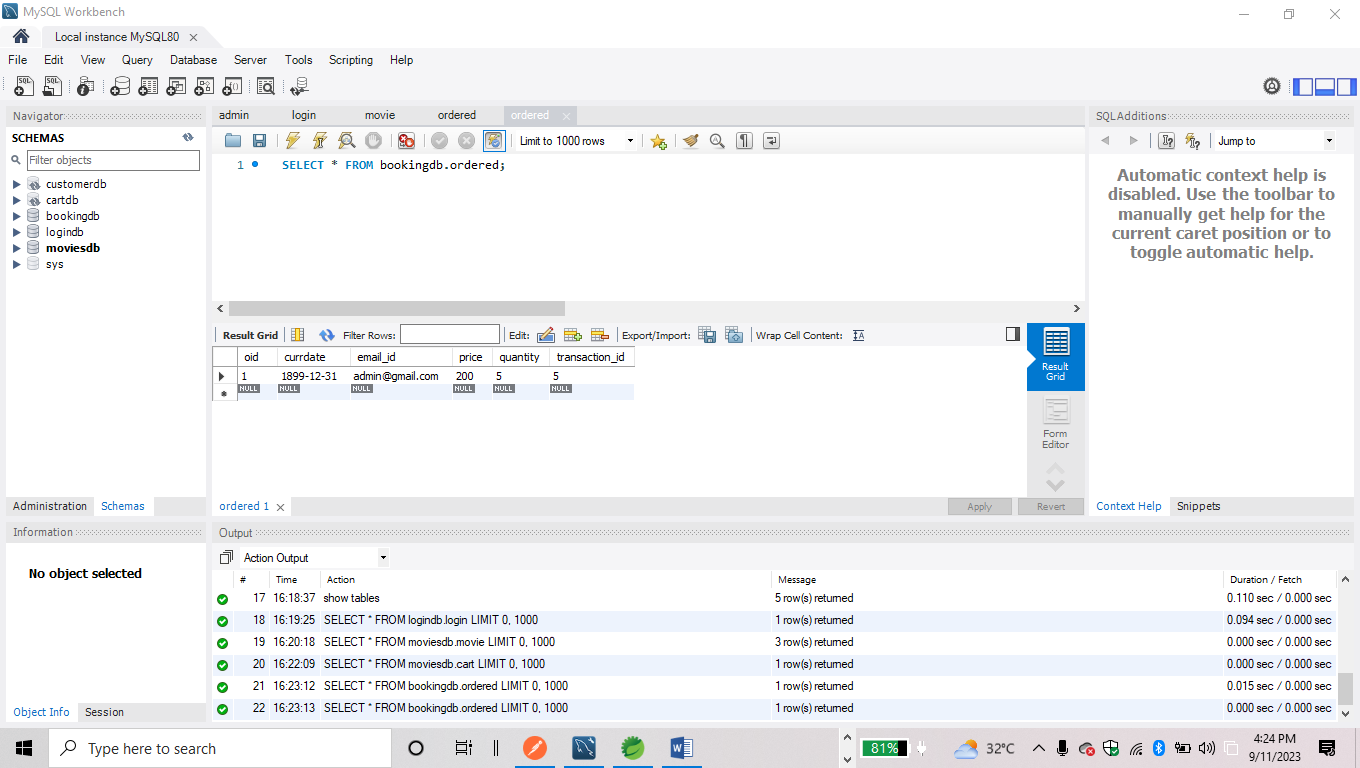 MySQL Workbench
Local instance MySQL80
File Edit View Query Database Server Tools Scripting Help
Navigator
SCHEMAS
Filter objects
customerdb
cartdb
bookingdb
logindb
moviesdb
sys
Administration Schemas
Information
No object selected
Object Info Session
admin login movie ordered ordered
Limit to 1000 rows
1 SELECT * FROM bookingdb.ordered;
Result Grid Filter Rows: Edit: Export/Import: Wrap Cell Content: IA
oid currdate email_id price quantity transaction_id
1 1899-12-31 admin@gmail.com 200 5 5
NULL NULL NULL NULL NULL NULL
Result
Grid
Form
Editor
ordered 1 Apply Revert
SQLAdditions
Jump to
Automatic context help is
disabled. Use the toolbar to
manually get help for the
current caret position or to
toggle automatic help.
Context Help Snippets
Output
Action Output
# Time Action Message Duration / Fetch
17 16:18:37 show tables 5 row(s) returned 0.110 sec / 0.000 sec
18 16:19:25 SELECT * FROM logindb.login LIMIT 0, 1000 1 row(s) returned 0.094 sec / 0.000 sec
19 16:20:18 SELECT * FROM moviesdb.movie LIMIT 0, 1000 3 row(s) returned 0.000 sec / 0.000 sec
20 16:22:09 SELECT * FROM moviesdb.cart LIMIT 0, 1000 1 row(s) returned 0.000 sec / 0.000 sec
21 16:23:12 SELECT * FROM bookingdb.ordered LIMIT 0, 1000 1 row(s) returned 0.015 sec / 0.000 sec
22 16:23:13 SELECT * FROM bookingdb.ordered LIMIT 0, 1000 1 row(s) returned 0.000 sec / 0.000 sec
Type here to search
81%
32°C
4:24 PM
9/11/2023